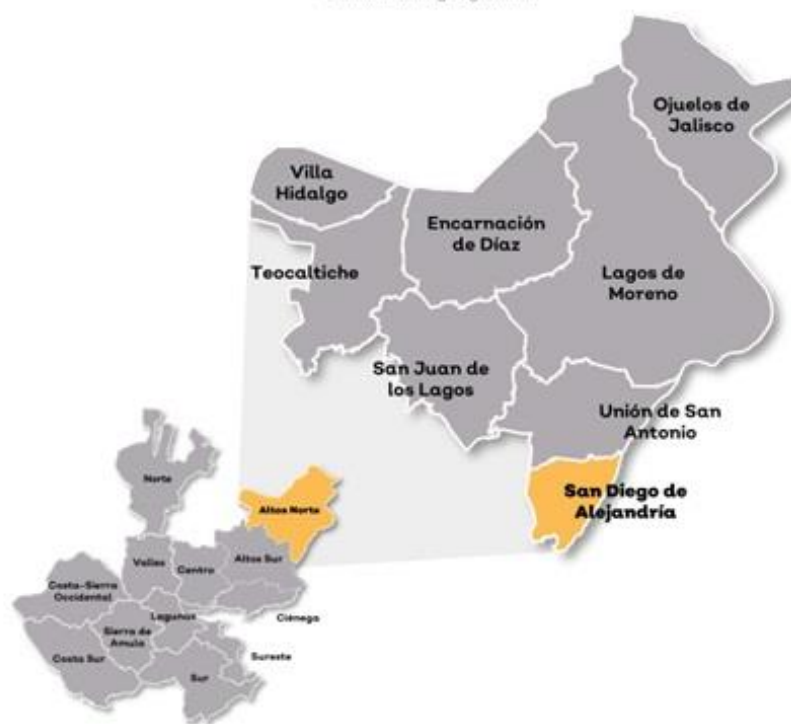 Ojuelos de
Jalisco
Villa
Hidalgo
Encarnación
de Díaz
Teocaltiche
Lagos de
Moreno
San Juan de
los Lagos
Unión de San
Antonio
San Diego de
Alejandría
Norte
Altos Norte
Valles
Centro
Altos Sur
Costa-Sierra
Occidental
Lagunas
Ciénega
Sierra de
Amula
Costa Sur
Sureste
Sur